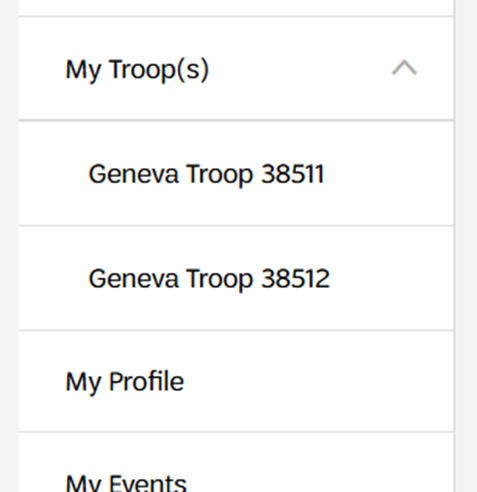 My Troop(s)
Geneva Troop 38511
Geneva Troop 38512
My Profile
My Events